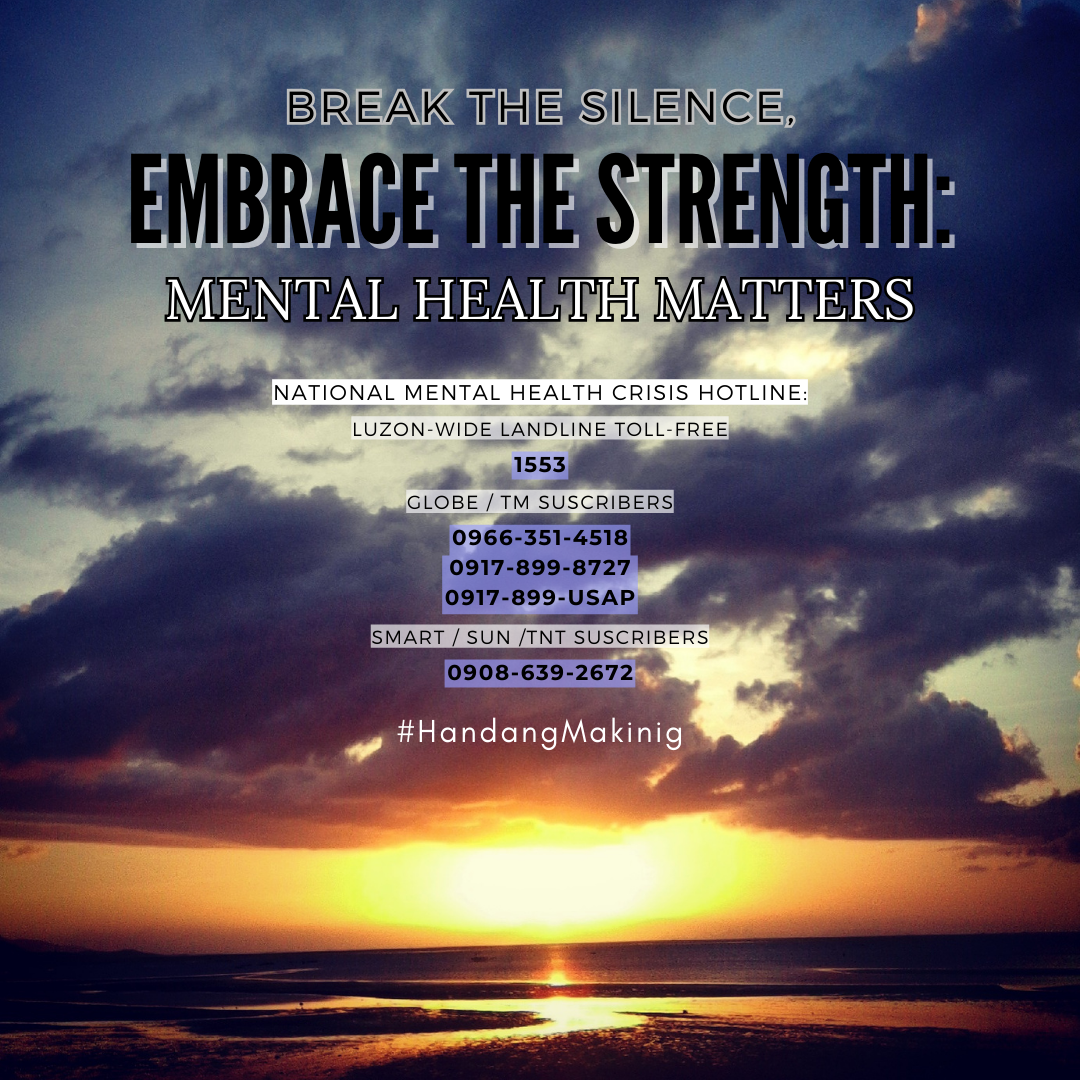 BREAK THE SILENCE,
EMBRACE THE STRENGTH:
MENTAL HEALTH MATTERS
NATIONAL MENTAL HEALTH CRISIS HOTLINE:
LUZON-WIDE LANDLINE TOLL-FREE
1553
GLOBE / TM SUSCRIBERS
0966-351-4518
0917-899-8727
0917-899-USAP
SMART / SUN /TNT SUSCRIBERS
0908-639-2672
#HandangMakinig